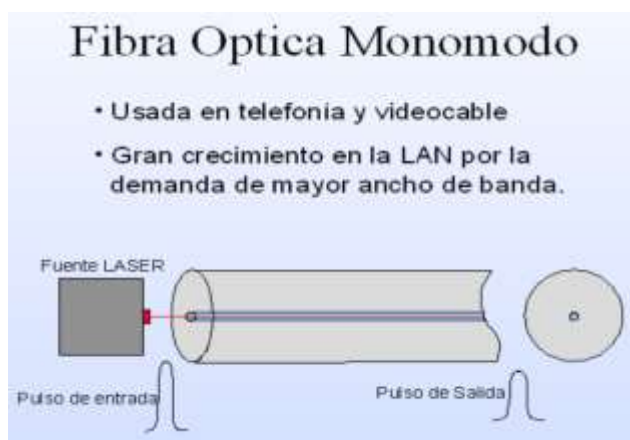 Fibra Optica Monomodo
• Usada en telefonía y videocable
• Gran crecimiento en la LAN por la
demanda de mayor ancho de banda.
Fuente LASER
Pulso de entrada
Pulso de Salida